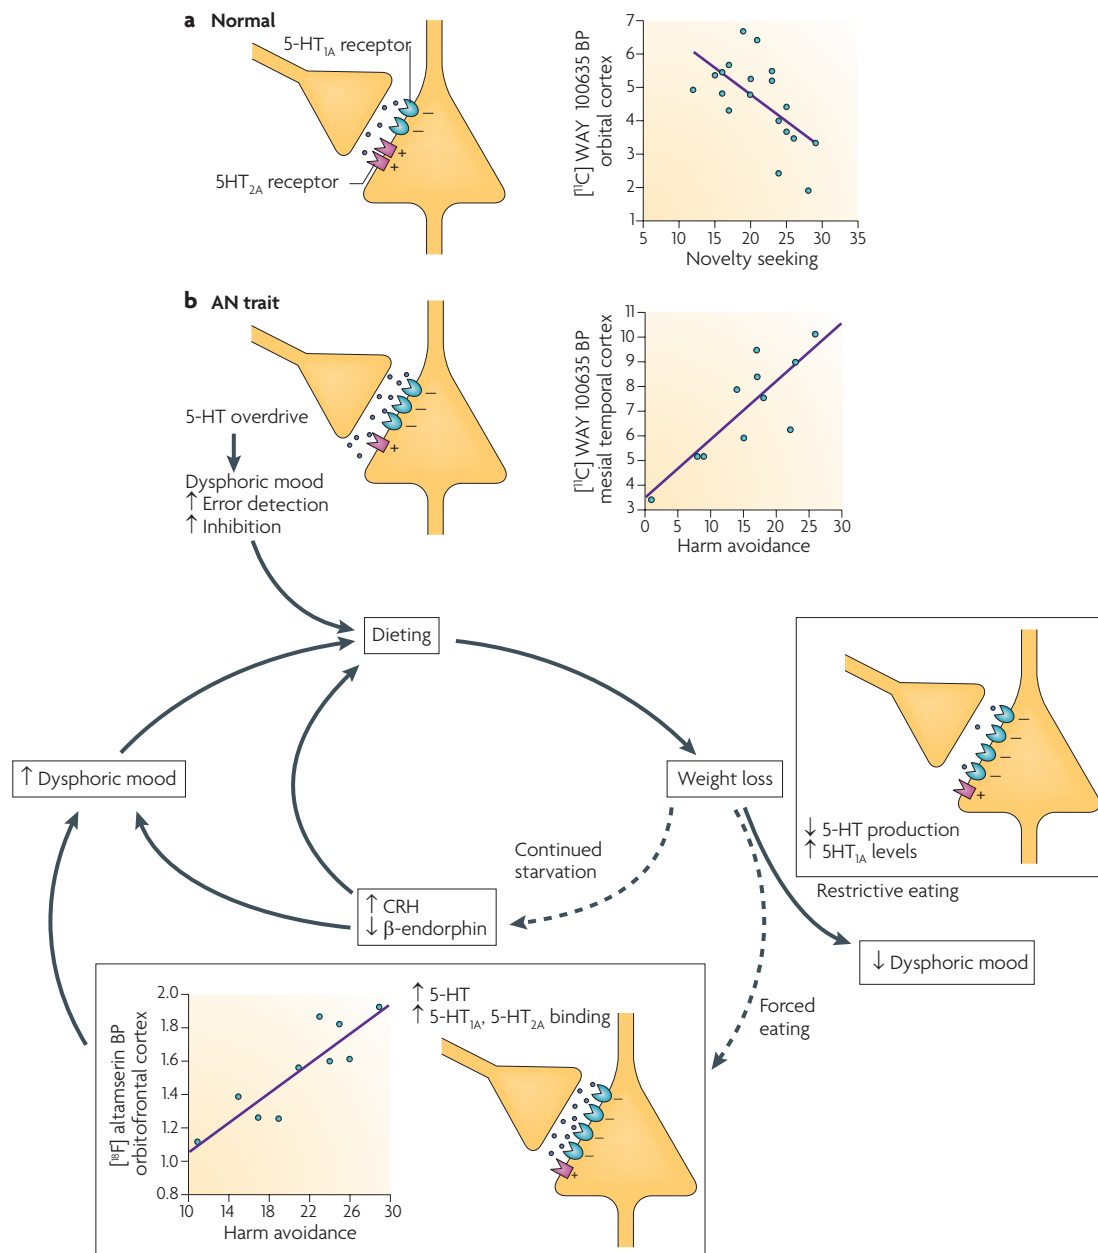 a Normal
5-HT1A receptor
5HT2A receptor
–
–
+
+
[11C] WAY 100635 BP
orbital cortex
7
6
5
4
3
2
1
5 10 15 20 25 30 35
Novelty seeking
b AN trait
5-HT overdrive
Dysphoric mood
↑ Error detection
↑ Inhibition
–
–
–
+
[11C] WAY 100635 BP
mesial temporal cortex
11
10
9
8
7
6
5
4
3
0 5 10 15 20 25 30
Harm avoidance
Dieting
↑ Dysphoric mood
Weight loss
–
–
–
–
+
↓ 5-HT production
↑ 5HT1A levels
Continued
starvation
Restrictive eating
↑ CRH
↓ β-endorphin
↓ Dysphoric mood
Forced
eating
[18F] altamserin BP
orbitofrontal cortex
2.0
1.8
1.6
1.4
1.2
1.0
0.8
10 14 18 22 26 30
Harm avoidance
↑ 5-HT
↑ 5-HT1A, 5-HT2A binding
–
–
–
–
+